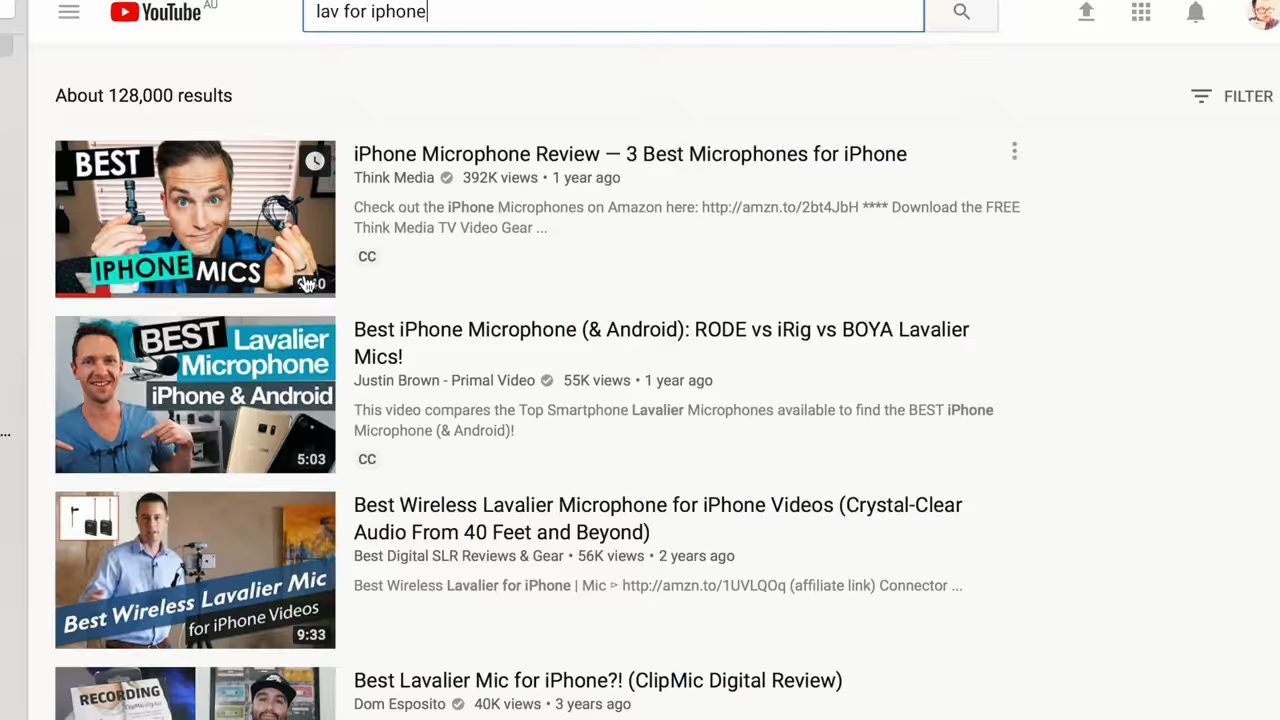 YouTube AU
lav for iphone
About 128,000 results
FILTER
BEST
IPHONE MICS
iPhone Microphone Review — 3 Best Microphones for iPhone
Think Media 392K views • 1 year ago
Check out the iPhone Microphones on Amazon here: http://amzn.to/2bt4JbH **** Download the FREE
Think Media TV Video Gear ...
CC
BEST Lavalier
Microphone
iPhone & Android
5:03
Best iPhone Microphone (& Android): RODE vs iRig vs BOYA Lavalier
Mics!
Justin Brown - Primal Video 55K views • 1 year ago
This video compares the Top Smartphone Lavalier Microphones available to find the BEST iPhone
Microphone (& Android)!
CC
Best Wireless Lavalier Mic
for iPhone Videos
9:33
Best Wireless Lavalier Microphone for iPhone Videos (Crystal-Clear
Audio From 40 Feet and Beyond)
Best Digital SLR Reviews & Gear • 56K views • 2 years ago
Best Wireless Lavalier for iPhone | Mic ▹ http://amzn.to/1UVLQOq (affiliate link) Connector ...
RECORDING
Best Lavalier Mic for iPhone?! (ClipMic Digital Review)
Dom Esposito 40K views • 3 years ago
...